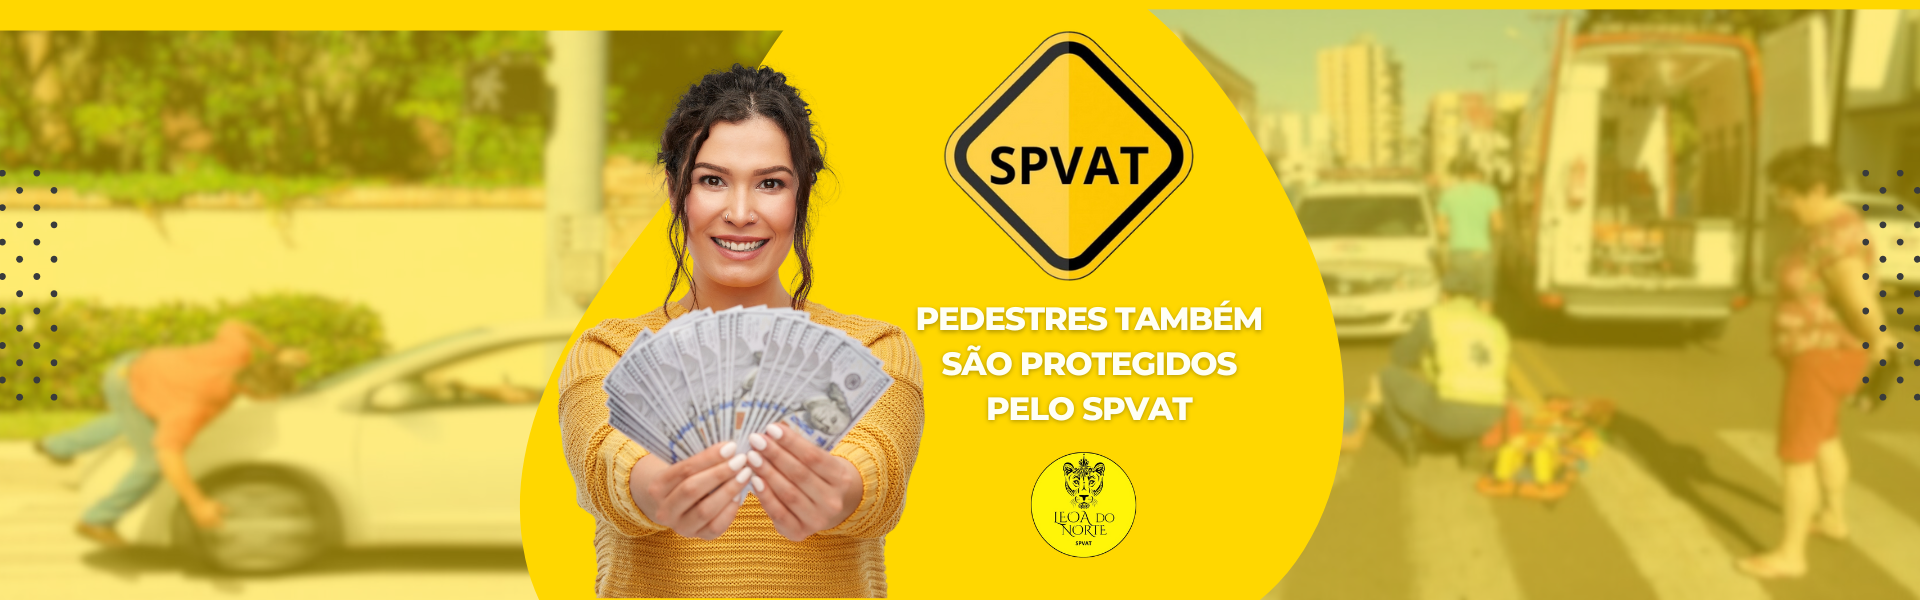 SPVAT
PEDESTRES TAMBÉM
SÃO PROTEGIDOS
PELO SPVAT
LEOA DO
NORTE
SPVAT